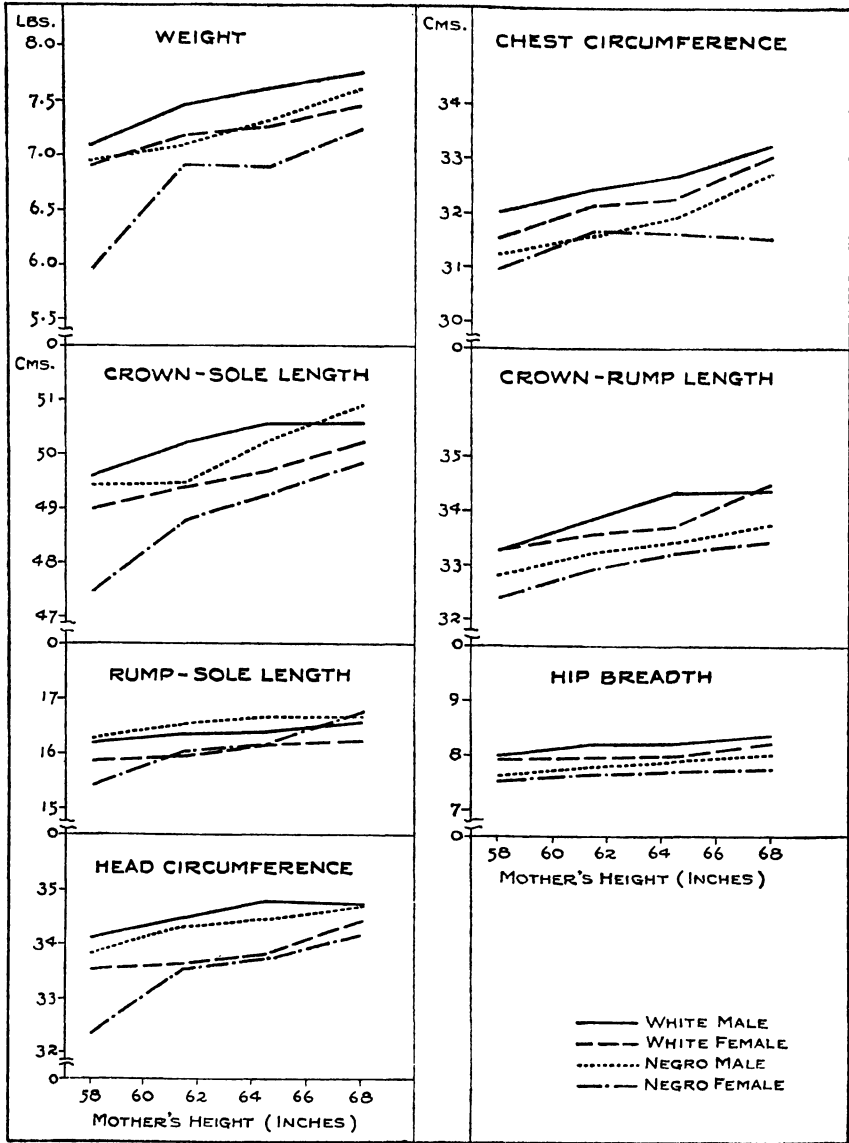 LBS.
WEIGHT
8.0
7.5
7.0
6.5
6.0
5.5
0
CMS.
CHEST CIRCUMFERENCE
34
33
32
31
30
0
CMS.
CROWN-SOLE LENGTH
51
50
49
48
47
0
CROWN-RUMP LENGTH
35
34
33
32
0
RUMP-SOLE LENGTH
17
16
15
0
HIP BREADTH
9
8
7
0
58 60 62 64 66 68
MOTHER'S HEIGHT (INCHES)
HEAD CIRCUMFERENCE
35
34
33
32
0
58 60 62 64 66 68
MOTHER'S HEIGHT (INCHES)
WHITE MALE
WHITE FEMALE
NEGRO MALE
NEGRO FEMALE